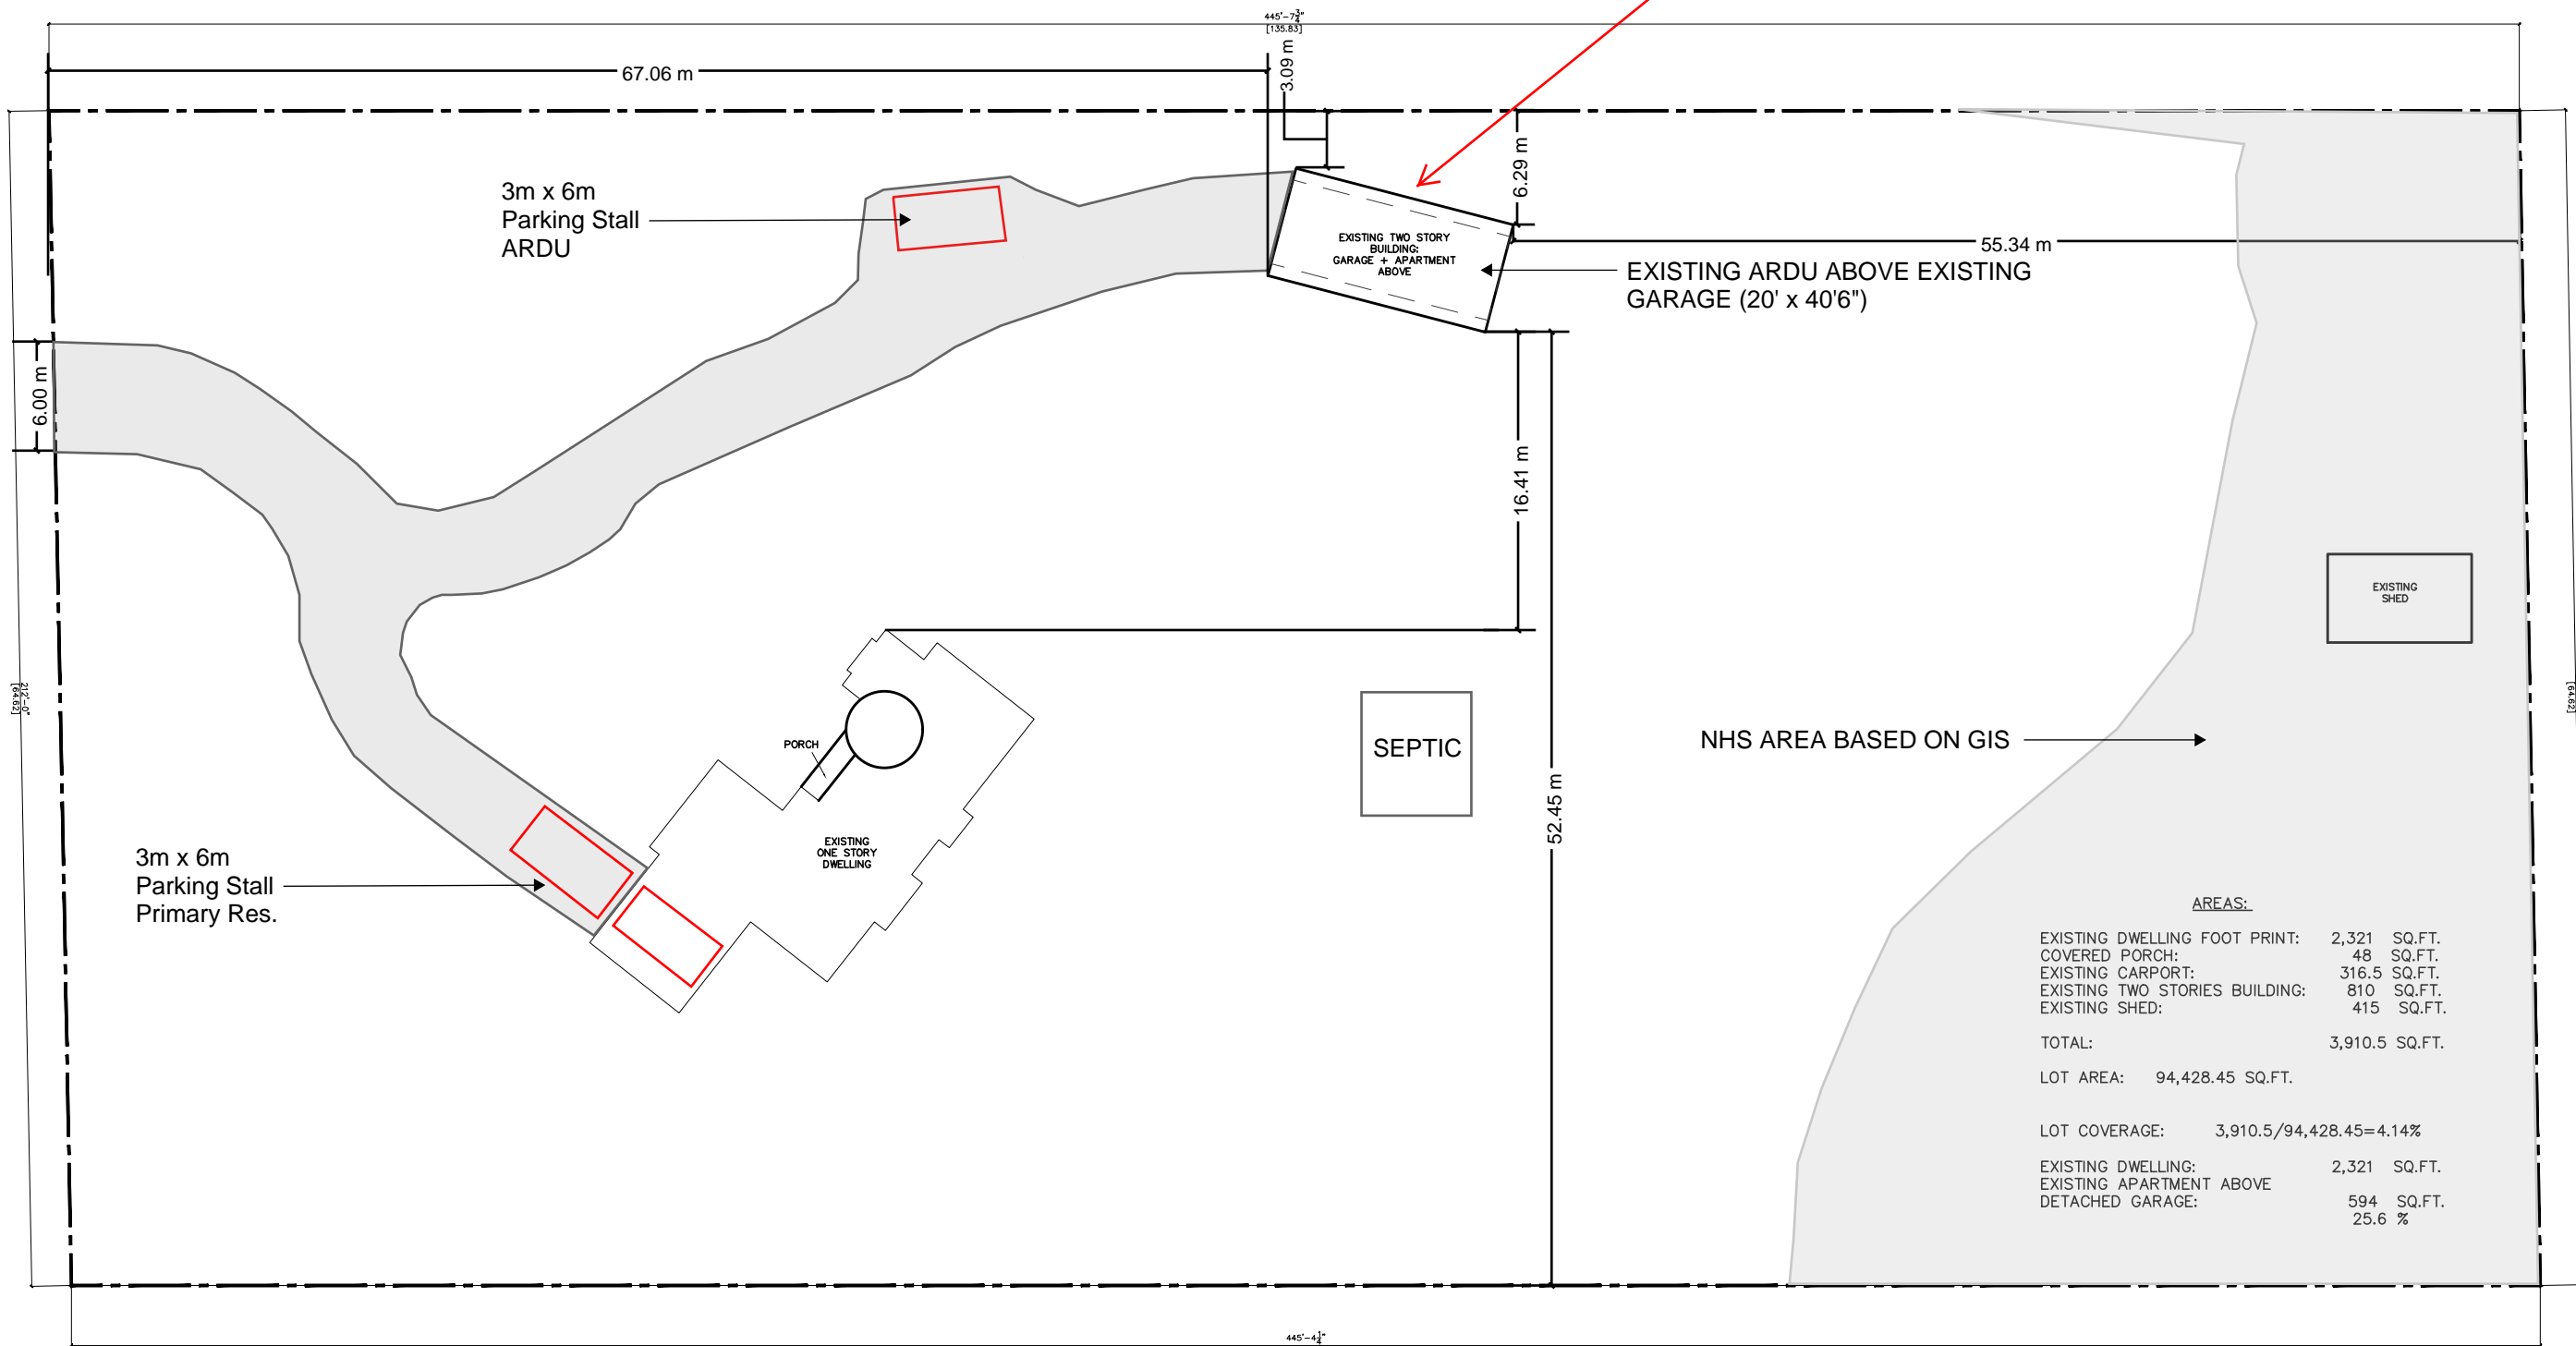 445'-7¾"
[135.83]
67.06 m
3.09 m
6.29 m
3m x 6m
Parking Stall
ARDU
EXISTING TWO STORY
BUILDING:
GARAGE + APARTMENT
ABOVE
55.34 m
EXISTING ARDU ABOVE EXISTING
GARAGE (20' x 40'6")
6.00 m
16.41 m
EXISTING
SHED
212'-0"
[64.62]
[64.62]
PORCH
SEPTIC
NHS AREA BASED ON GIS
52.45 m
EXISTING
ONE STORY
DWELLING
3m x 6m
Parking Stall
Primary Res.
AREAS:
EXISTING DWELLING FOOT PRINT: 2,321 SQ.FT.
COVERED PORCH: 48 SQ.FT.
EXISTING CARPORT: 316.5 SQ.FT.
EXISTING TWO STORIES BUILDING: 810 SQ.FT.
EXISTING SHED: 415 SQ.FT.
TOTAL: 3,910.5 SQ.FT.
LOT AREA: 94,428.45 SQ.FT.
LOT COVERAGE: 3,910.5/94,428.45=4.14%
EXISTING DWELLING: 2,321 SQ.FT.
EXISTING APARTMENT ABOVE
DETACHED GARAGE: 594 SQ.FT.
25.6 %
445'-4¼"